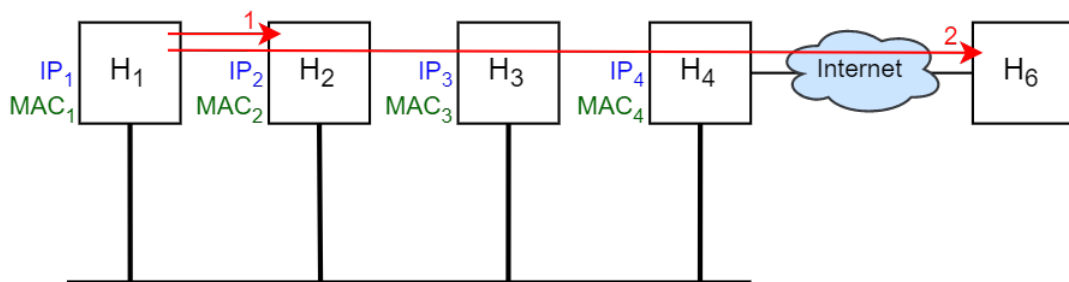 1
2
IP₁
MAC₁
H₁
IP₂
MAC₂
H₂
IP₃
MAC₃
H₃
IP₄
MAC₄
H₄
Internet
H₆